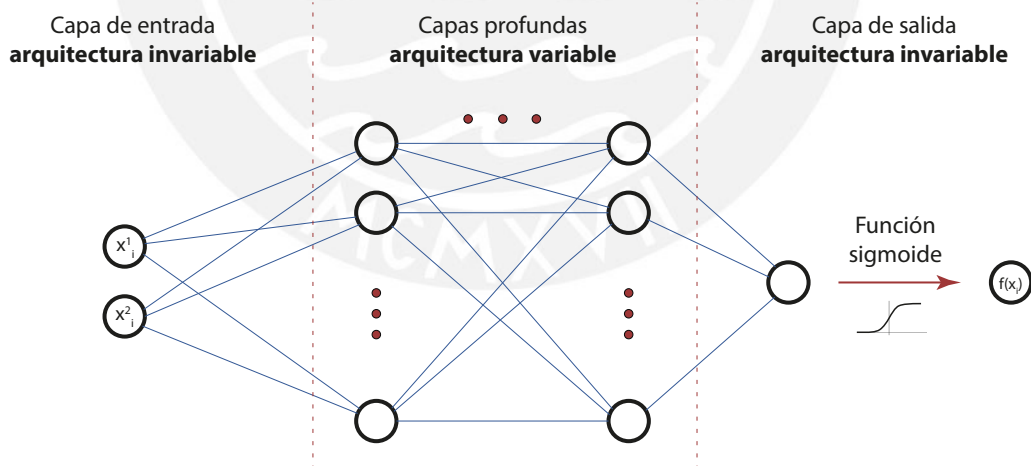 Capa de entrada
arquitectura invariable
Capas profundas
arquitectura variable
Capa de salida
arquitectura invariable
x¹ᵢ
x²ᵢ
Función
sigmoide
f(xᵢ)
MCMXVII